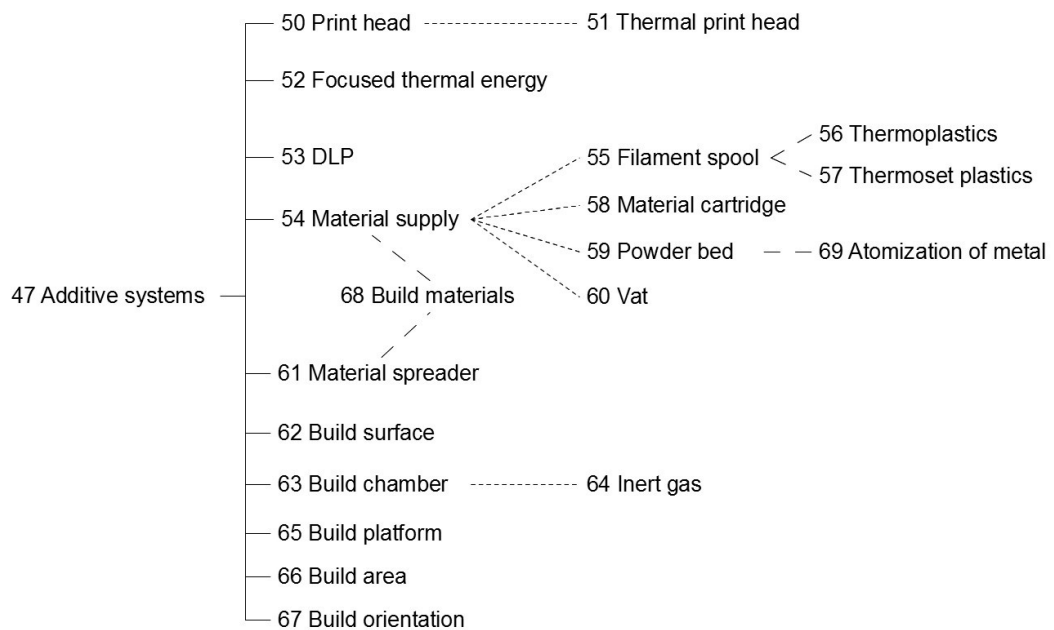 50 Print head
51 Thermal print head
52 Focused thermal energy
56 Thermoplastics
53 DLP
55 Filament spool
57 Thermoset plastics
58 Material cartridge
54 Material supply
59 Powder bed
69 Atomization of metal
47 Additive systems
68 Build materials
60 Vat
61 Material spreader
62 Build surface
63 Build chamber
64 Inert gas
65 Build platform
66 Build area
67 Build orientation